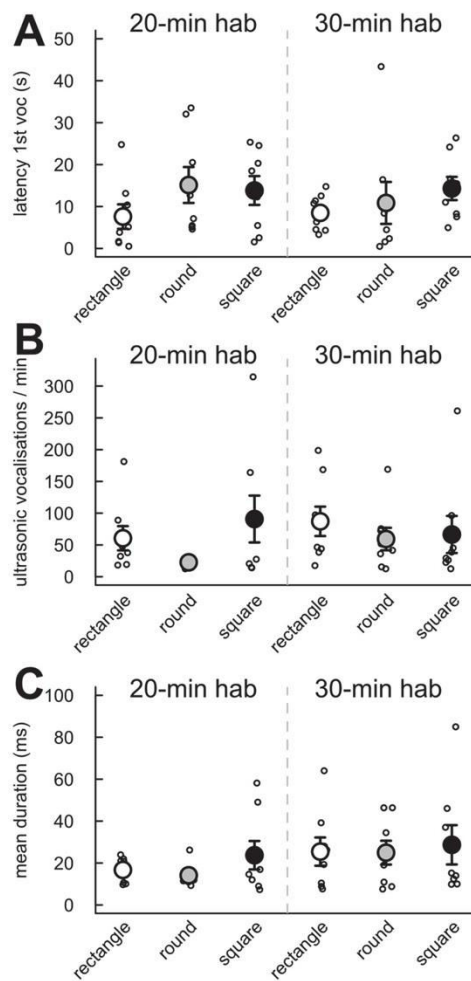 A
20-min hab 30-min hab
latency 1st voc (s)
50
40
30
20
10
0
rectangle round square rectangle round square
B
20-min hab 30-min hab
ultrasonic vocalisations / min
300
250
200
150
100
50
0
rectangle round square rectangle round square
C
20-min hab 30-min hab
mean duration (ms)
100
80
60
40
20
0
rectangle round square rectangle round square